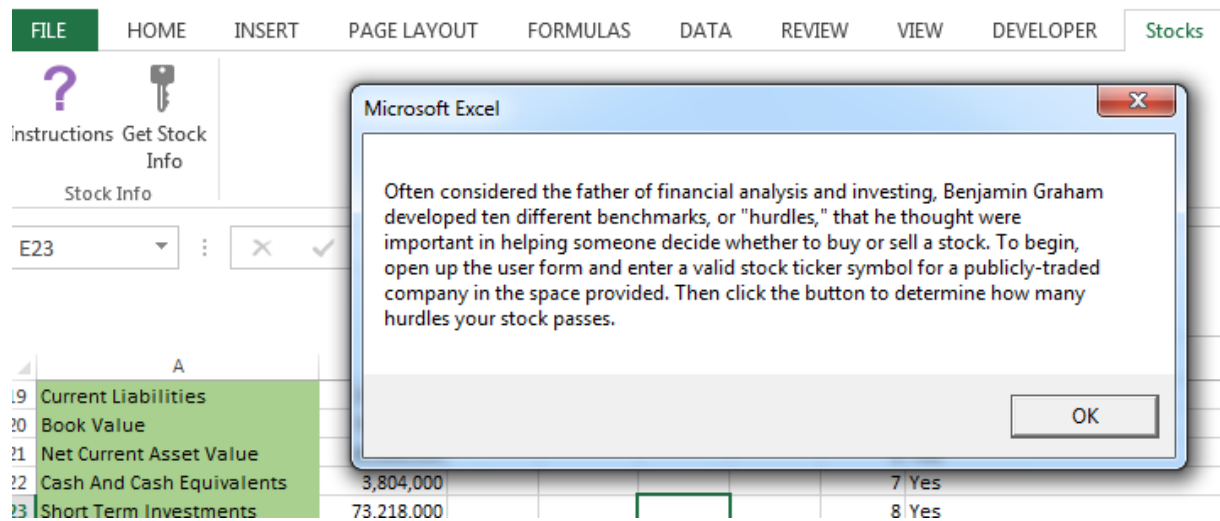 FILE HOME INSERT PAGE LAYOUT FORMULAS DATA REVIEW VIEW DEVELOPER Stocks
Instructions Get Stock
Info
Stock Info
Microsoft Excel
Often considered the father of financial analysis and investing, Benjamin Graham
developed ten different benchmarks, or "hurdles," that he thought were
important in helping someone decide whether to buy or sell a stock. To begin,
open up the user form and enter a valid stock ticker symbol for a publicly-traded
company in the space provided. Then click the button to determine how many
hurdles your stock passes.
OK
E23
A
19 Current Liabilities
20 Book Value
21 Net Current Asset Value
22 Cash And Cash Equivalents 3,804,000 7 Yes
23 Short Term Investments 73,218,000 8 Yes